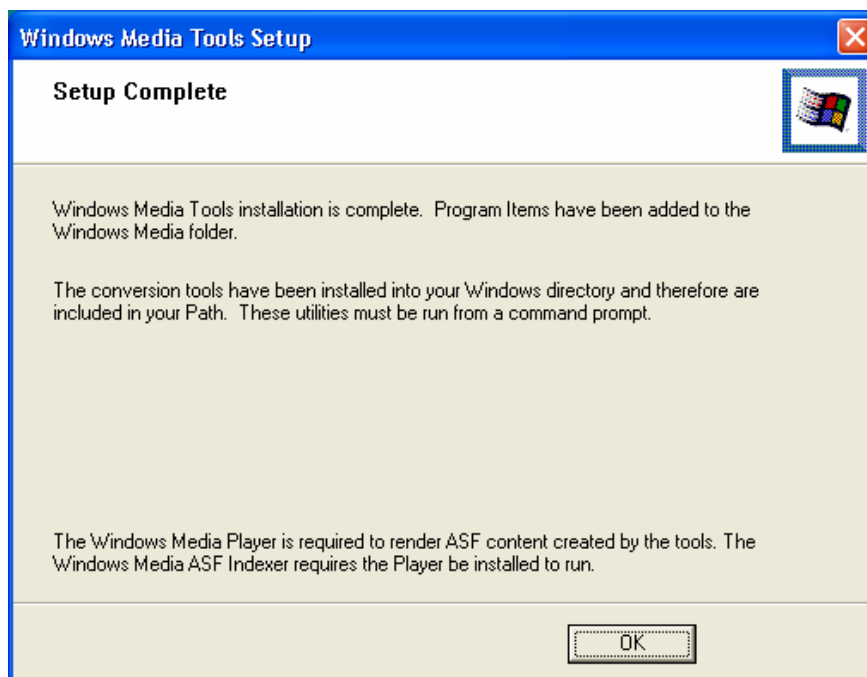 Windows Media Tools Setup
Setup Complete
Windows Media Tools installation is complete.  Program Items have been added to the
Windows Media folder.
The conversion tools have been installed into your Windows directory and therefore are
included in your Path.  These utilities must be run from a command prompt.
The Windows Media Player is required to render ASF content created by the tools. The
Windows Media ASF Indexer requires the Player be installed to run.
OK